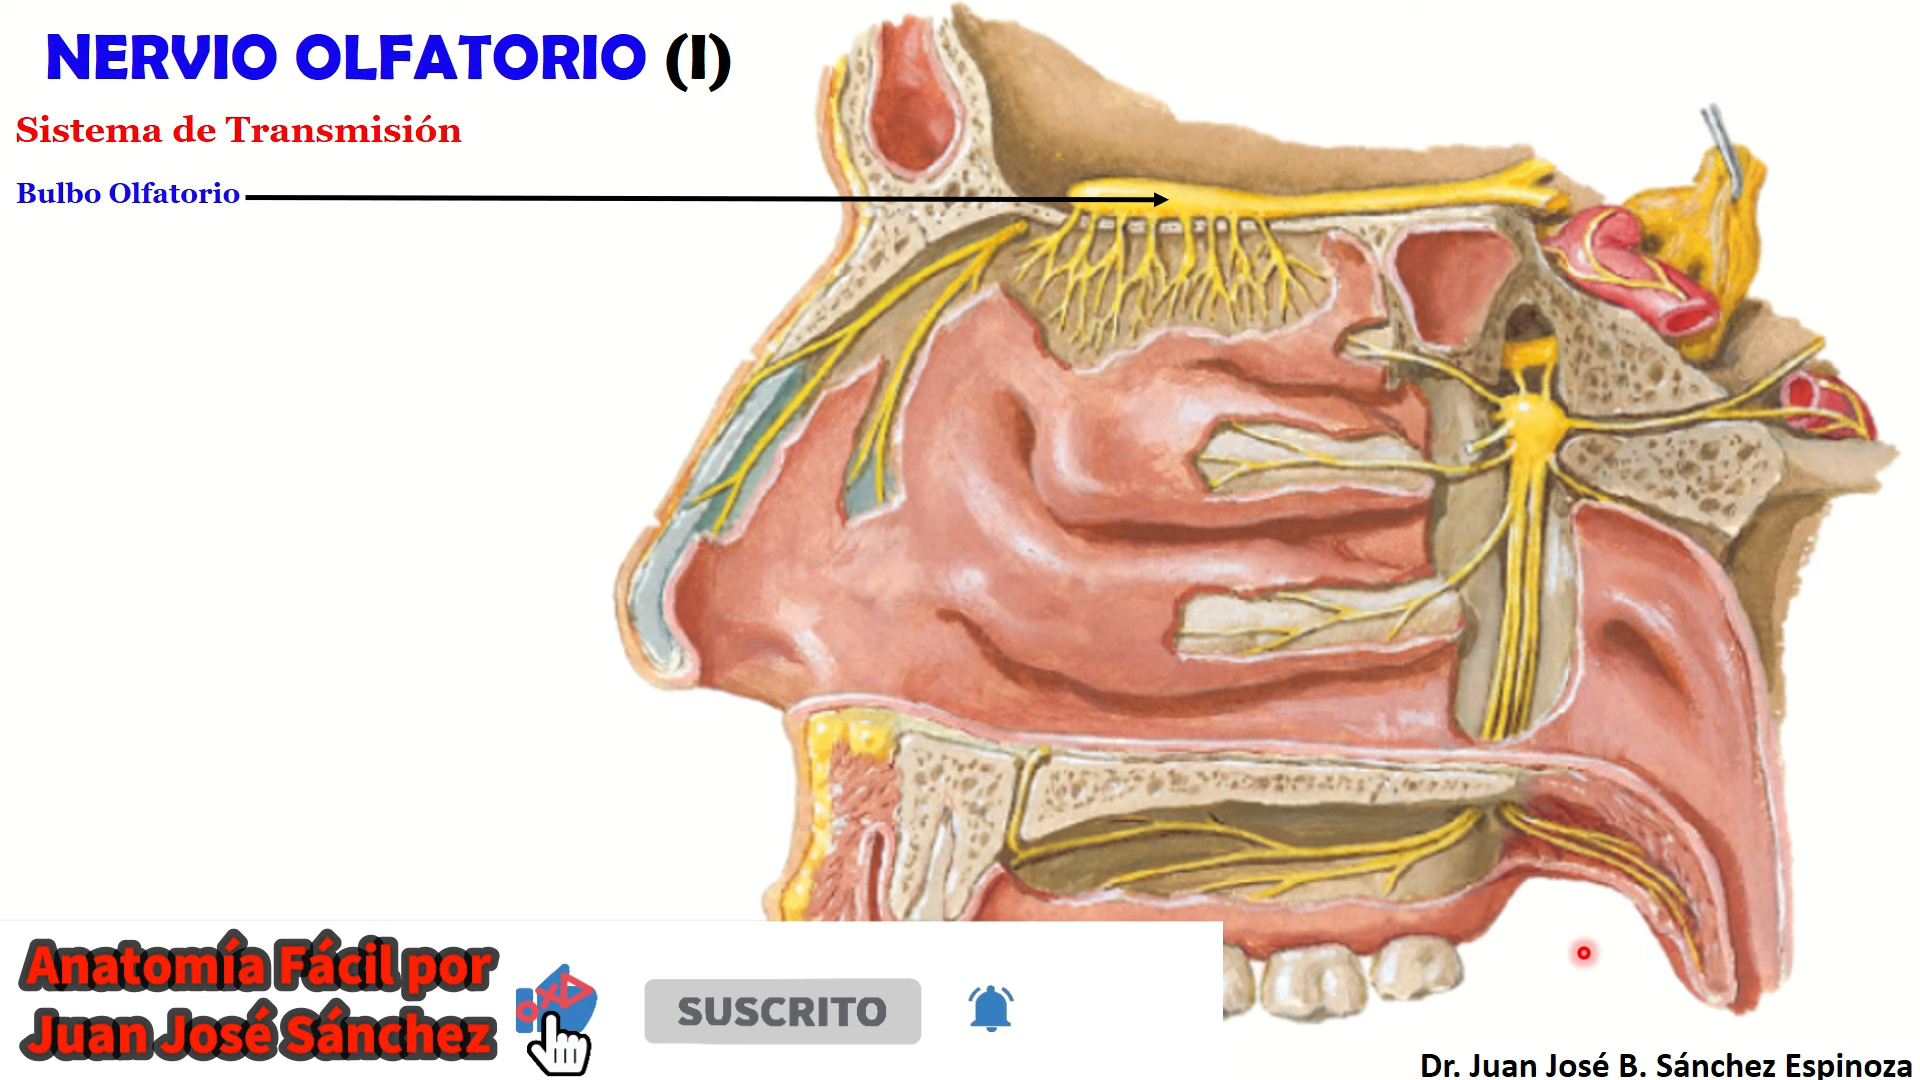 NERVIO OLFATORIO (I)
Sistema de Transmisión
Bulbo Olfatorio
Anatomía Fácil por
Juan José Sánchez
SUSCRITO
Dr. Juan José B. Sánchez Espinoza